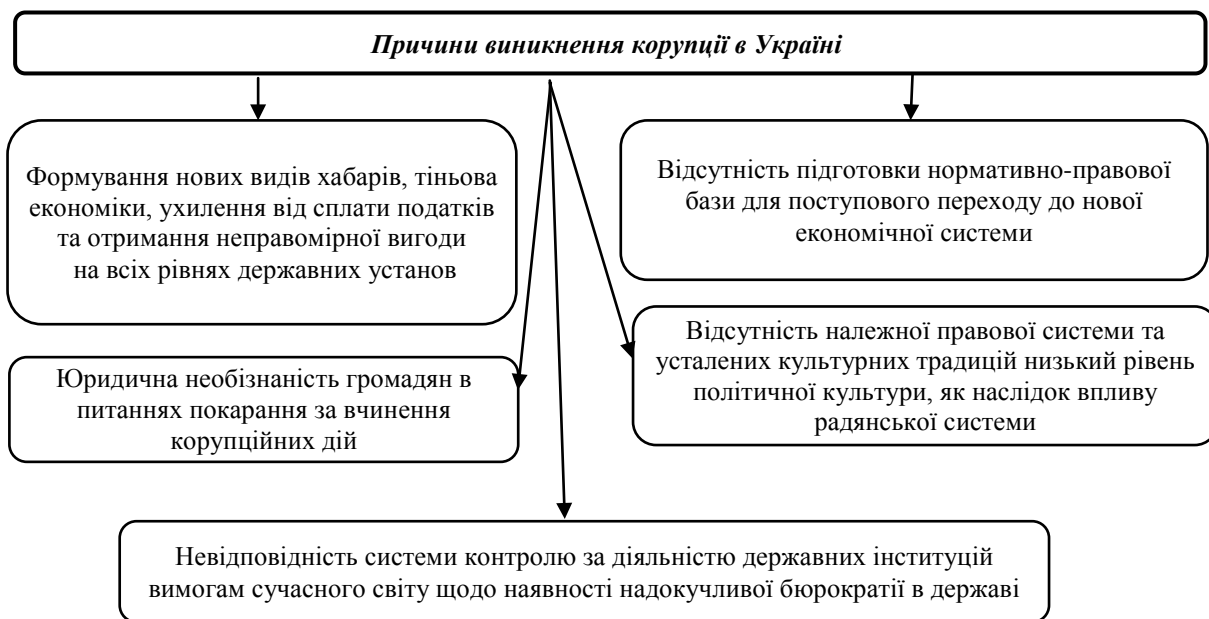 Причини виникнення корупції в Україні
Формування нових видів хабарів, тіньова
економіки, ухилення від сплати податків
та отримання неправомірної вигоди
на всіх рівнях державних установ
Відсутність підготовки нормативно-правової
бази для поступового переходу до нової
економічної системи
Юридична необізнаність громадян в
питаннях покарання за вчинення
корупційних дій
Відсутність належної правової системи та
усталених культурних традицій низький рівень
політичної культури, як наслідок впливу
радянської системи
Невідповідність системи контролю за діяльністю державних інституцій
вимогам сучасного світу щодо наявності надокучливої бюрократії в державі